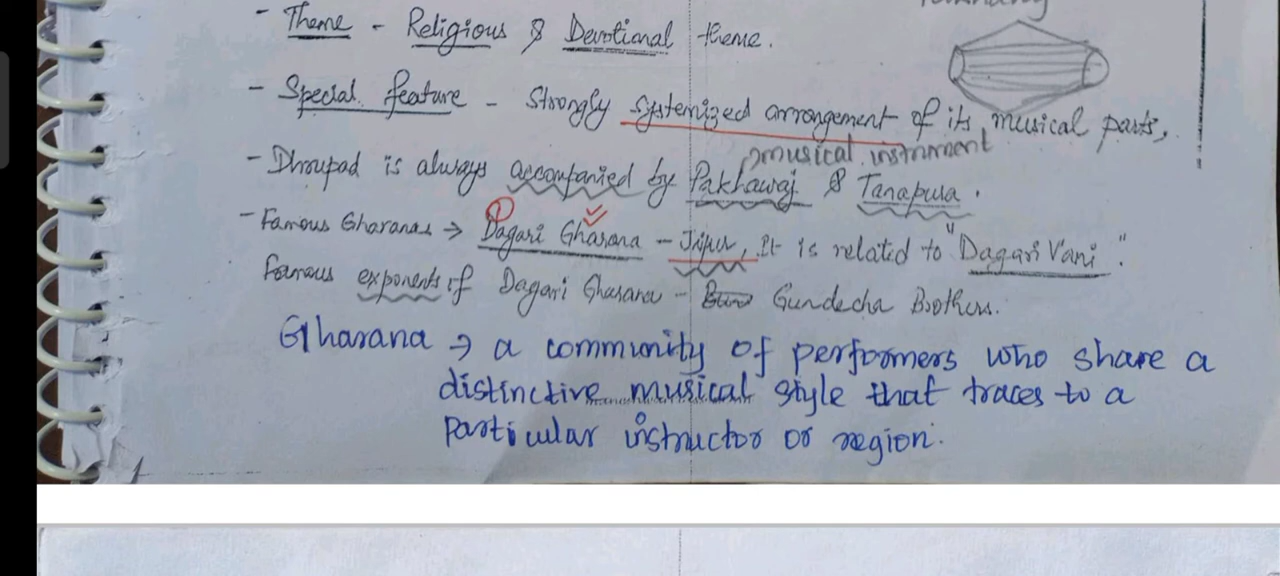 - Theme - Religious & Devotional theme.
- Special feature - Strongly systemized arrangement of its musical parts,
musical instrument
- Dhrupad is always accompanied by Pakhawaj & Tanapura.
①
- Famous Gharanas → Dagari Gharana - Jipur, It is related to "Dagari Vani".
Famous exponents of Dagari Gharana - Gundecha Brothers.
Gharana → a community of performers who share a
distinctive musical style that traces to a
particular instructor or region.